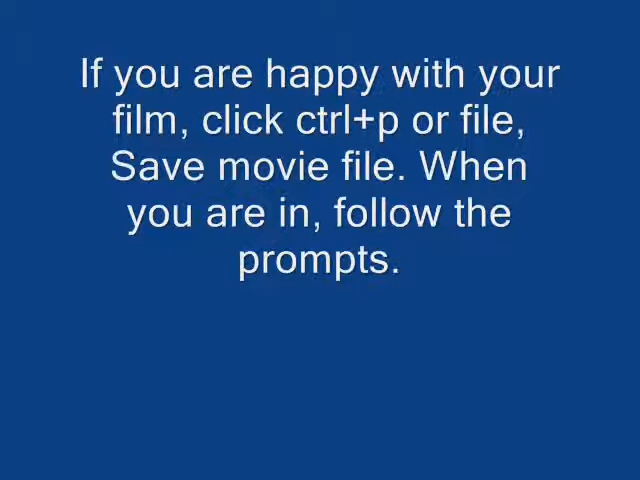 If you are happy with your
film, click ctrl+p or file,
Save movie file. When
you are in, follow the
prompts.